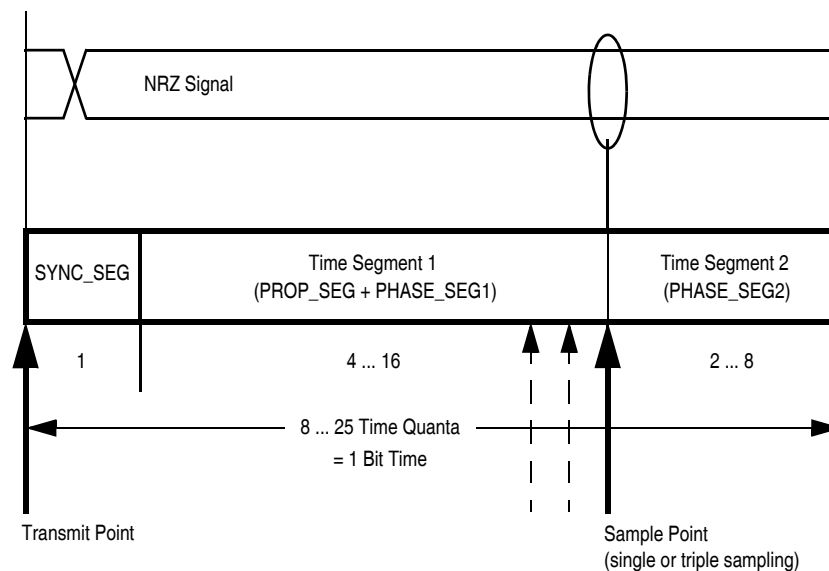 NRZ Signal
SYNC_SEG
Time Segment 1
(PROP_SEG + PHASE_SEG1)
Time Segment 2
(PHASE_SEG2)
1
4 ... 16
2 ... 8
8 ... 25 Time Quanta
= 1 Bit Time
Transmit Point
Sample Point
(single or triple sampling)